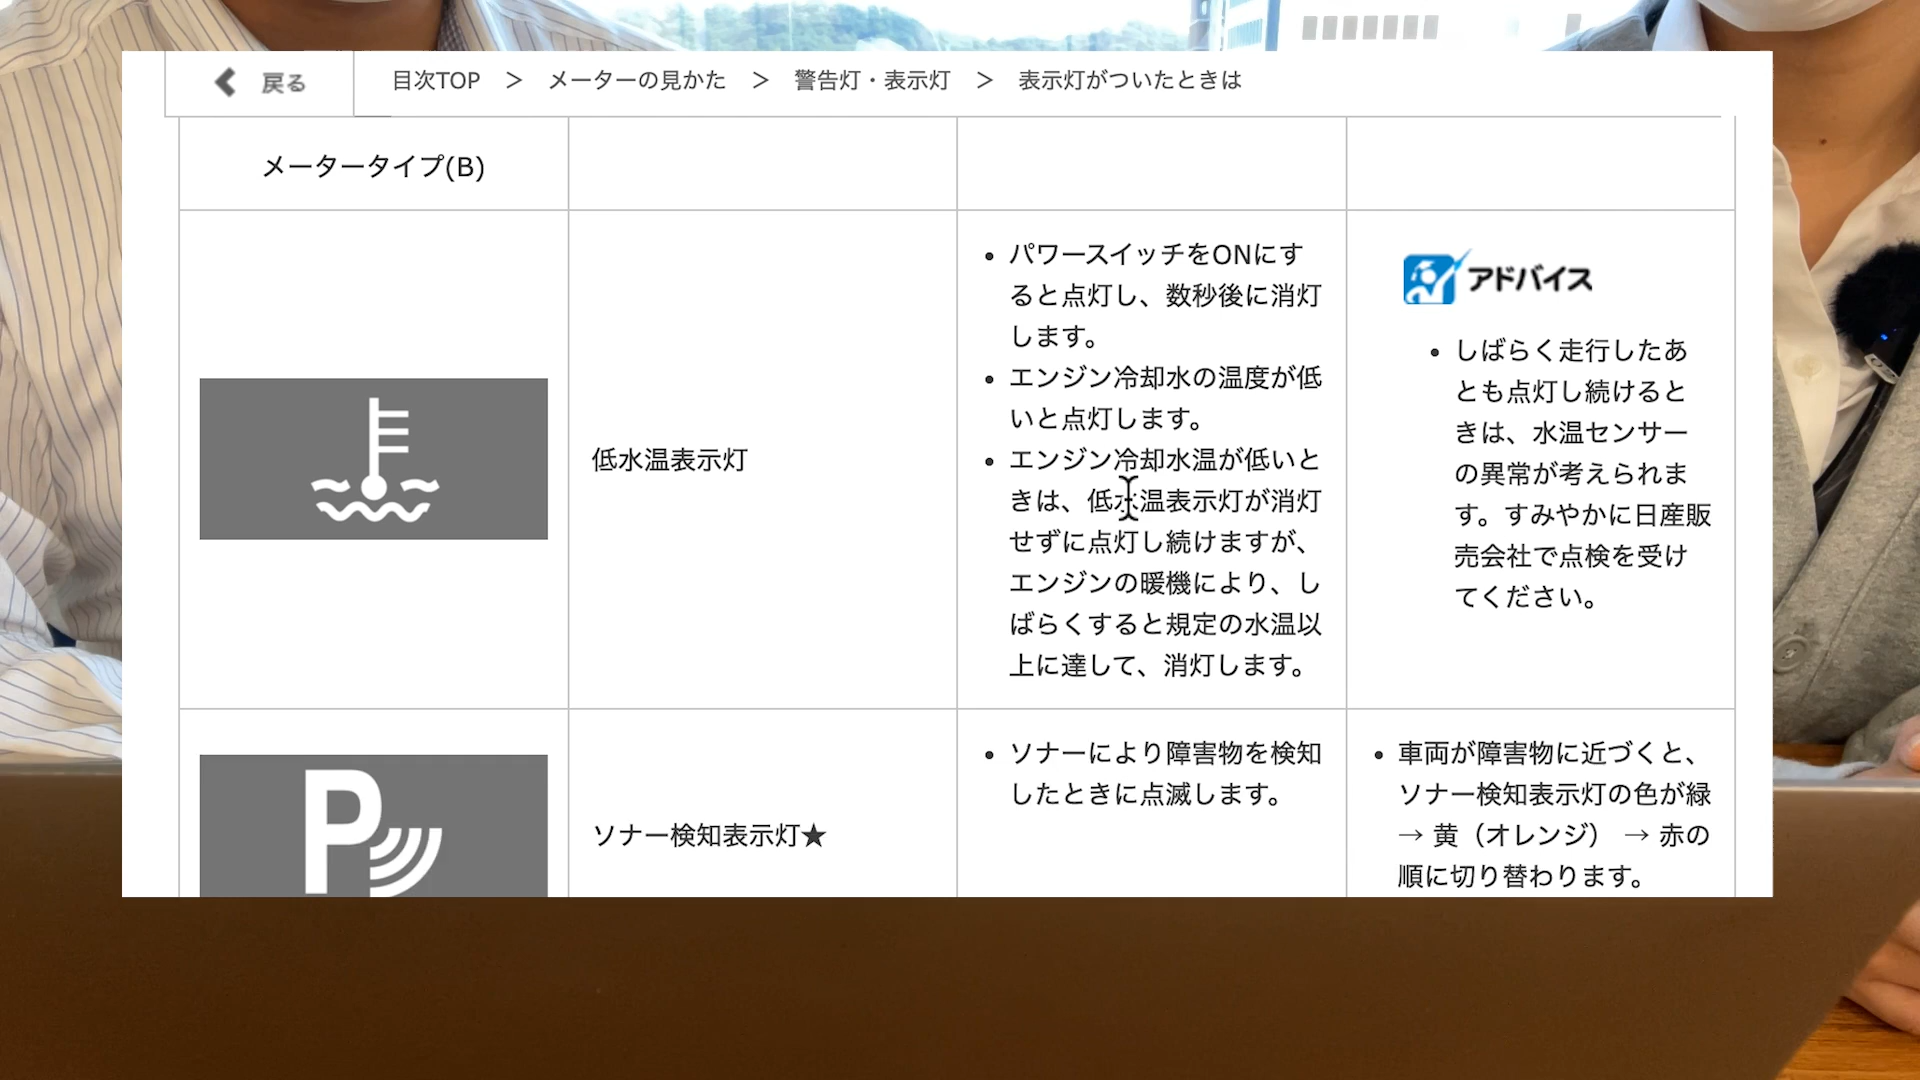 戻る
目次TOP > メーターの見かた > 警告灯・表示灯 > 表示灯がついたときは
メータータイプ(B)
低水温表示灯
• パワースイッチをONにす
ると点灯し、数秒後に消灯
します。
• エンジン冷却水の温度が低
いと点灯します。
• エンジン冷却水温が低いと
きは、低水温表示灯が消灯
せずに点灯し続けますが、
エンジンの暖機により、し
ばらくすると規定の水温以
上に達して、消灯します。
アドバイス
• しばらく走行したあ
とも点灯し続けると
きは、水温センサー
の異常が考えられま
す。すみやかに日産販
売会社で点検を受け
てください。
P
ソナー検知表示灯★
• ソナーにより障害物を検知
したときに点滅します。
• 車両が障害物に近づくと、
ソナー検知表示灯の色が緑
→ 黄（オレンジ） → 赤の
順に切り替わります。